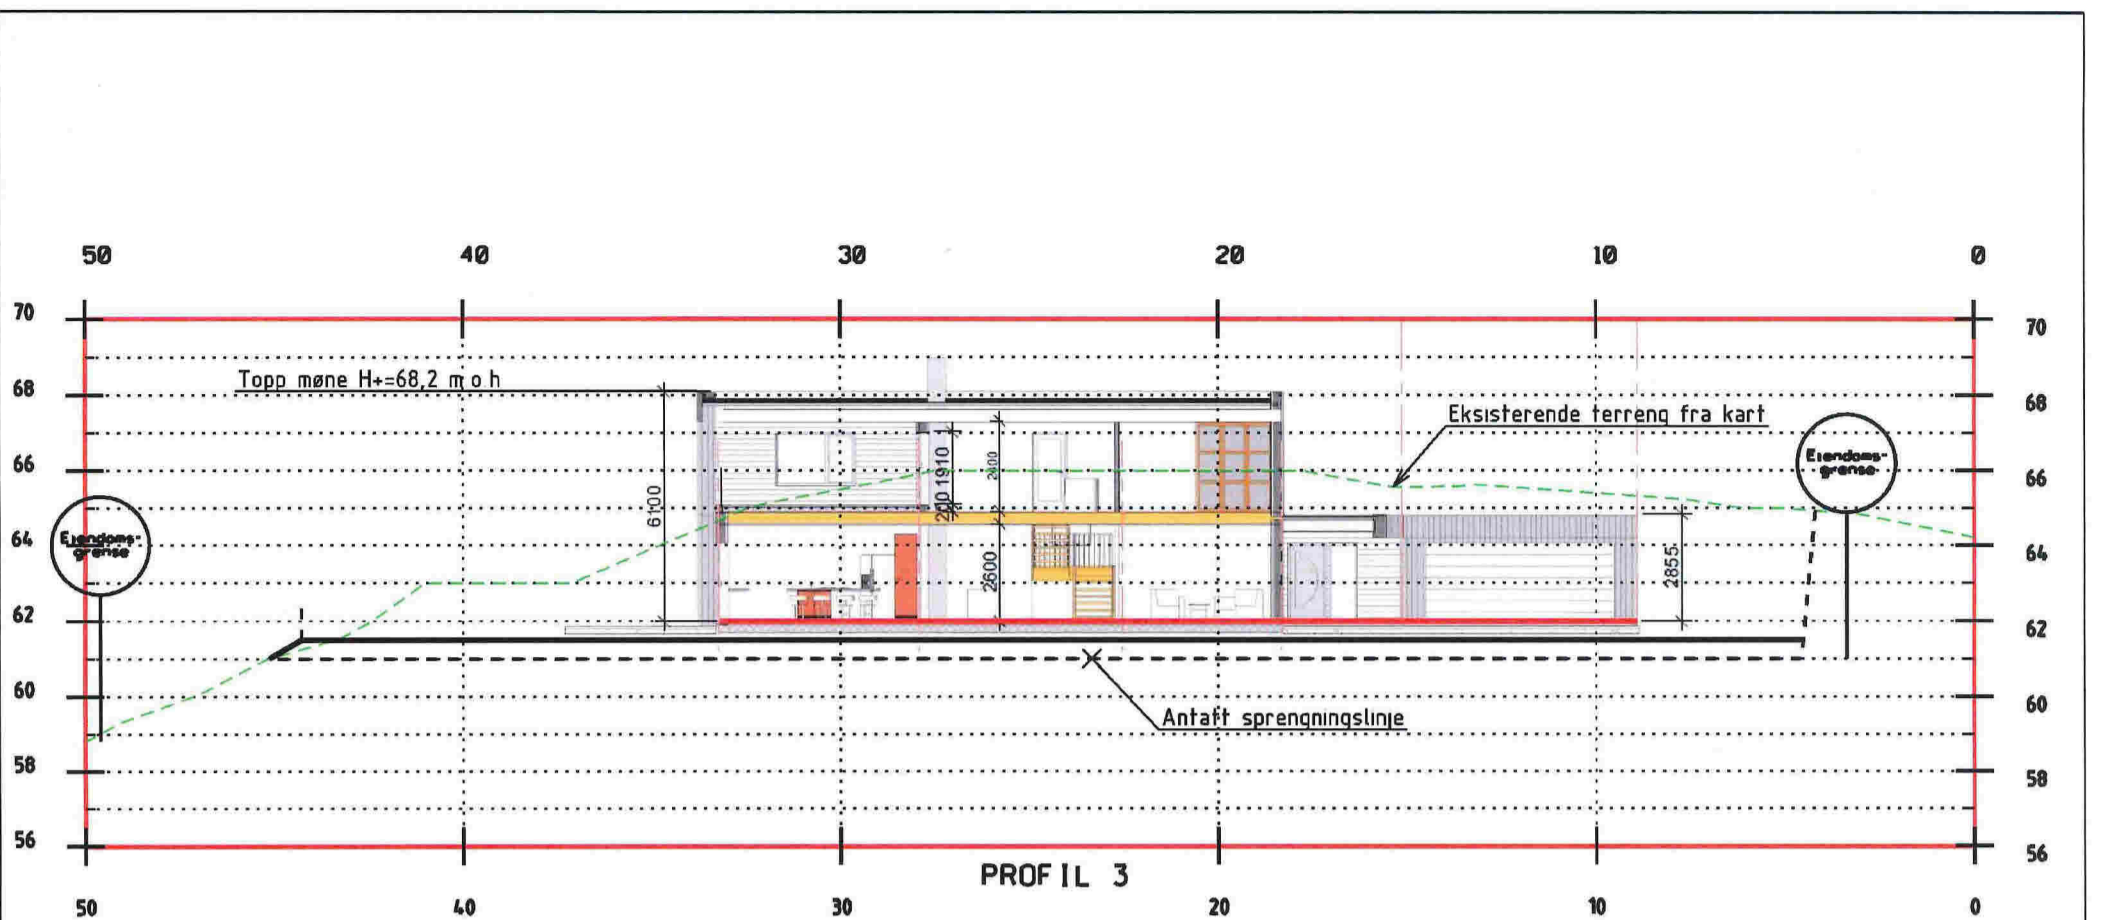 50 40 30 20 10 0
70 70
Topp møne H+=68,2 m o h
68 68
Eksisterende terreng fra kart
Eiendoms-
grense
66 66
1910
200
6100
Eiendoms-
grense
64 64
2600
2855
62 62
60 60
Antatt sprengningslinje
58 58
56 56
PROFIL 3
50 40 30 20 10 0